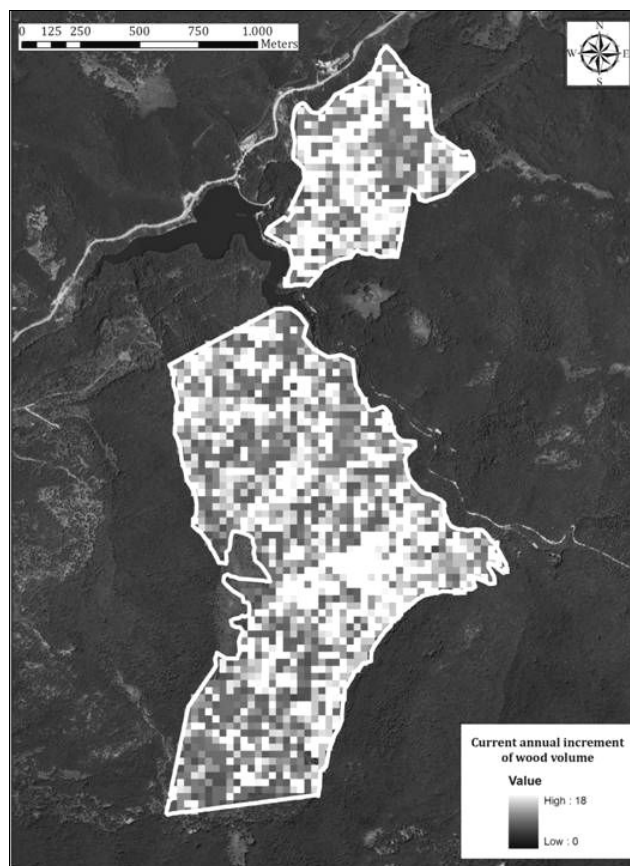 0 125 250 500 750 1.000
Meters
N
W E
S
Current annual increment
of wood volume
Value
High : 18
Low : 0